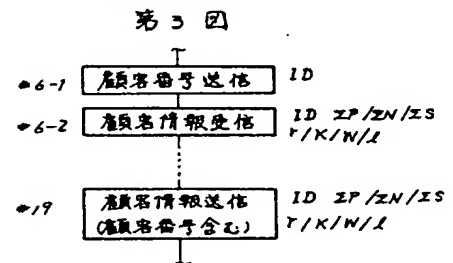 第3図
#6-1 顧客番号送信 ID
#6-2 顧客情報受信 ID ΣP/ΣN/ΣS
r/K/W/l
#19 顧客情報送信 ID ΣP/ΣN/ΣS
(顧客番号含む) r/K/W/l